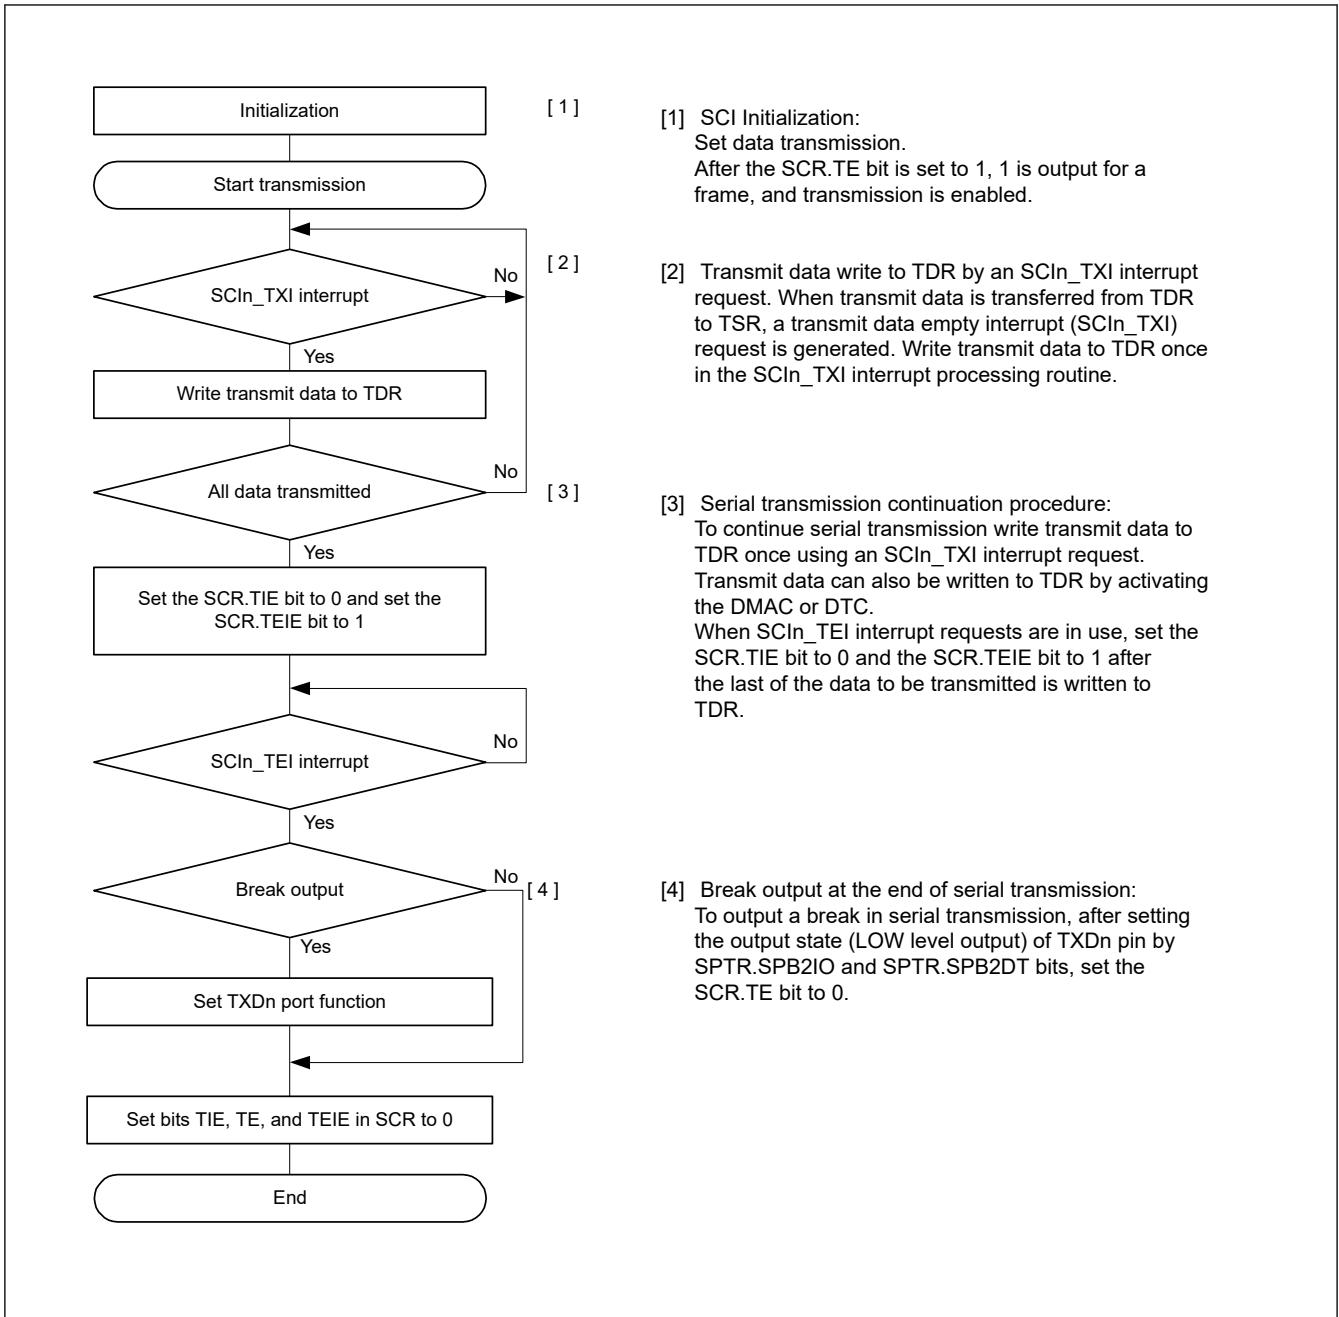 Initialization
[ 1 ]
Start transmission
[ 2 ]
SCIn_TXI interrupt
No
Yes
Write transmit data to TDR
All data transmitted
No
[ 3 ]
Yes
Set the SCR.TIE bit to 0 and set the
SCR.TEIE bit to 1
SCIn_TEI interrupt
No
Yes
Break output
No
[ 4 ]
Yes
Set TXDn port function
Set bits TIE, TE, and TEIE in SCR to 0
End
[1] SCI Initialization:
Set data transmission.
After the SCR.TE bit is set to 1, 1 is output for a
frame, and transmission is enabled.
[2] Transmit data write to TDR by an SCIn_TXI interrupt
request. When transmit data is transferred from TDR
to TSR, a transmit data empty interrupt (SCIn_TXI)
request is generated. Write transmit data to TDR once
in the SCIn_TXI interrupt processing routine.
[3] Serial transmission continuation procedure:
To continue serial transmission write transmit data to
TDR once using an SCIn_TXI interrupt request.
Transmit data can also be written to TDR by activating
the DMAC or DTC.
When SCIn_TEI interrupt requests are in use, set the
SCR.TIE bit to 0 and the SCR.TEIE bit to 1 after
the last of the data to be transmitted is written to
TDR.
[4] Break output at the end of serial transmission:
To output a break in serial transmission, after setting
the output state (LOW level output) of TXDn pin by
SPTR.SPB2IO and SPTR.SPB2DT bits, set the
SCR.TE bit to 0.